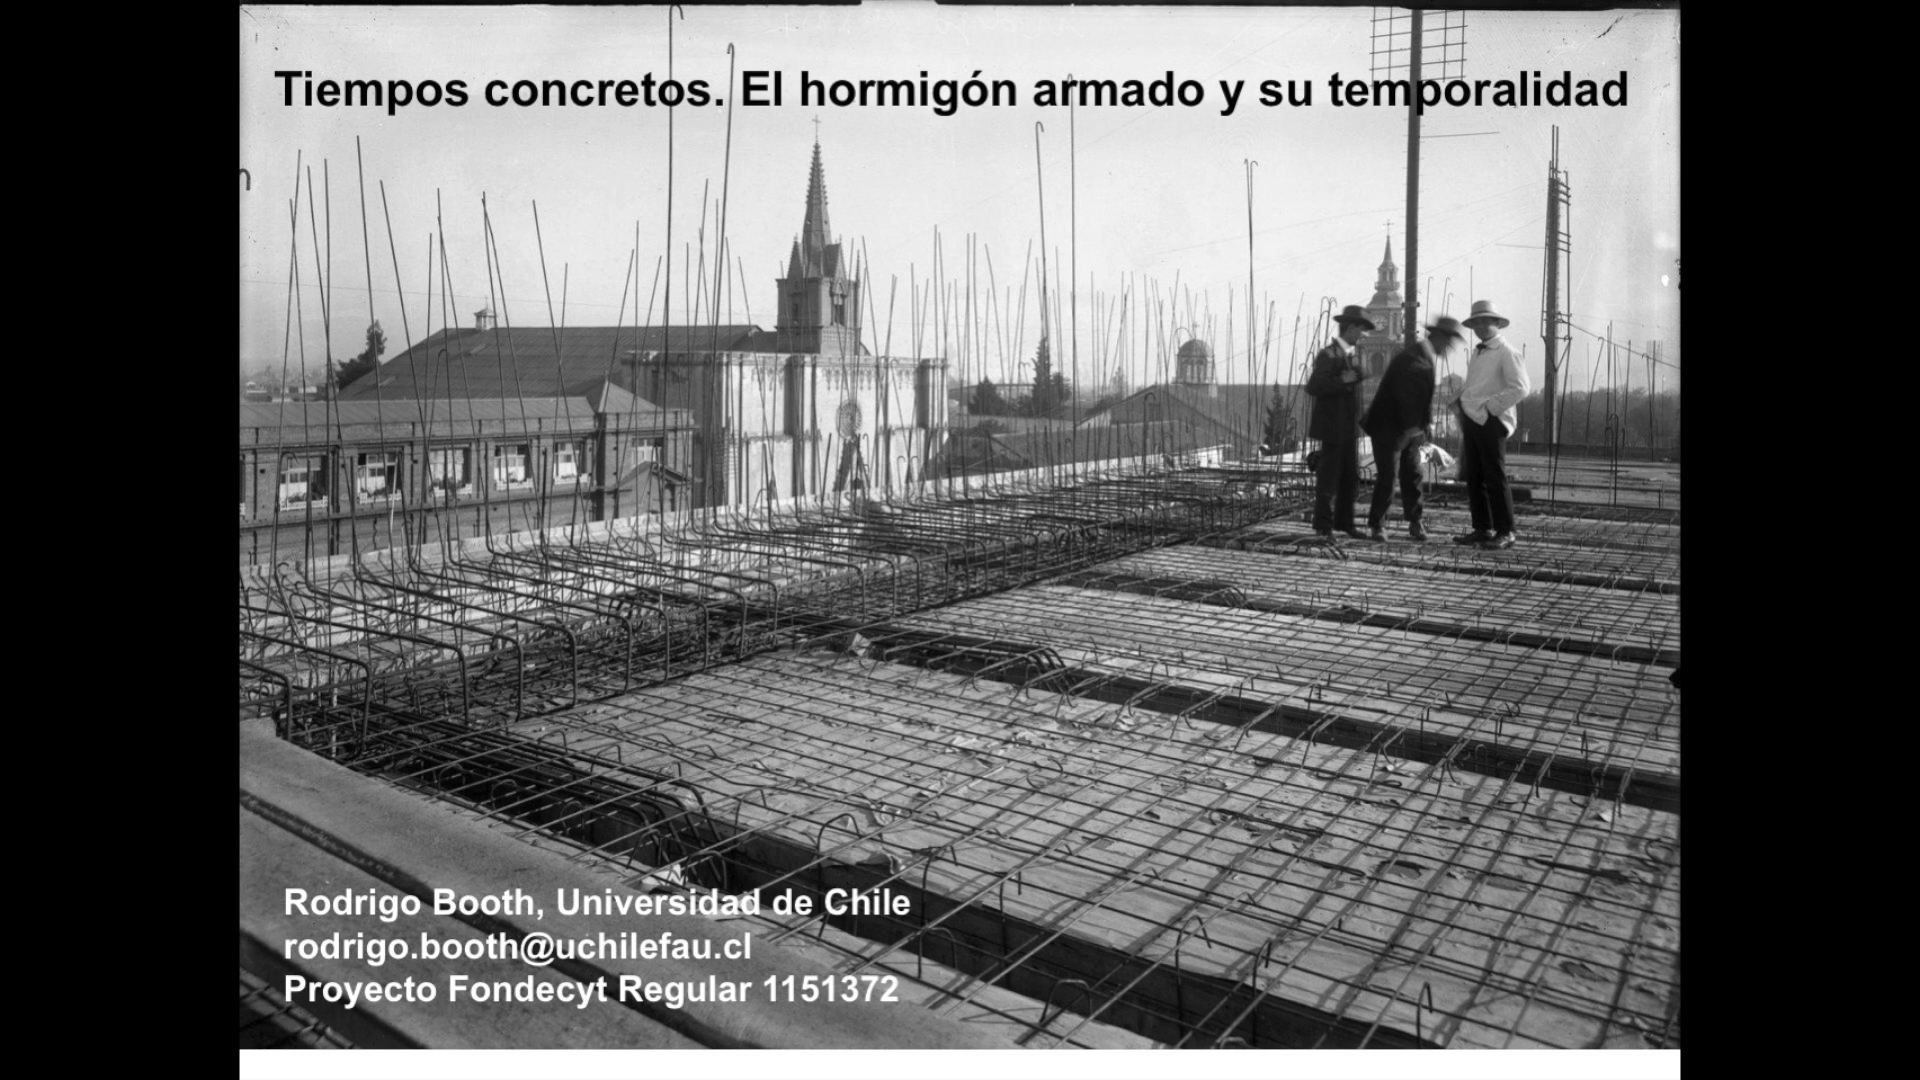 Tiempos concretos. El hormigón armado y su temporalidad
Rodrigo Booth, Universidad de Chile
rodrigo.booth@uchilefau.cl
Proyecto Fondecyt Regular 1151372